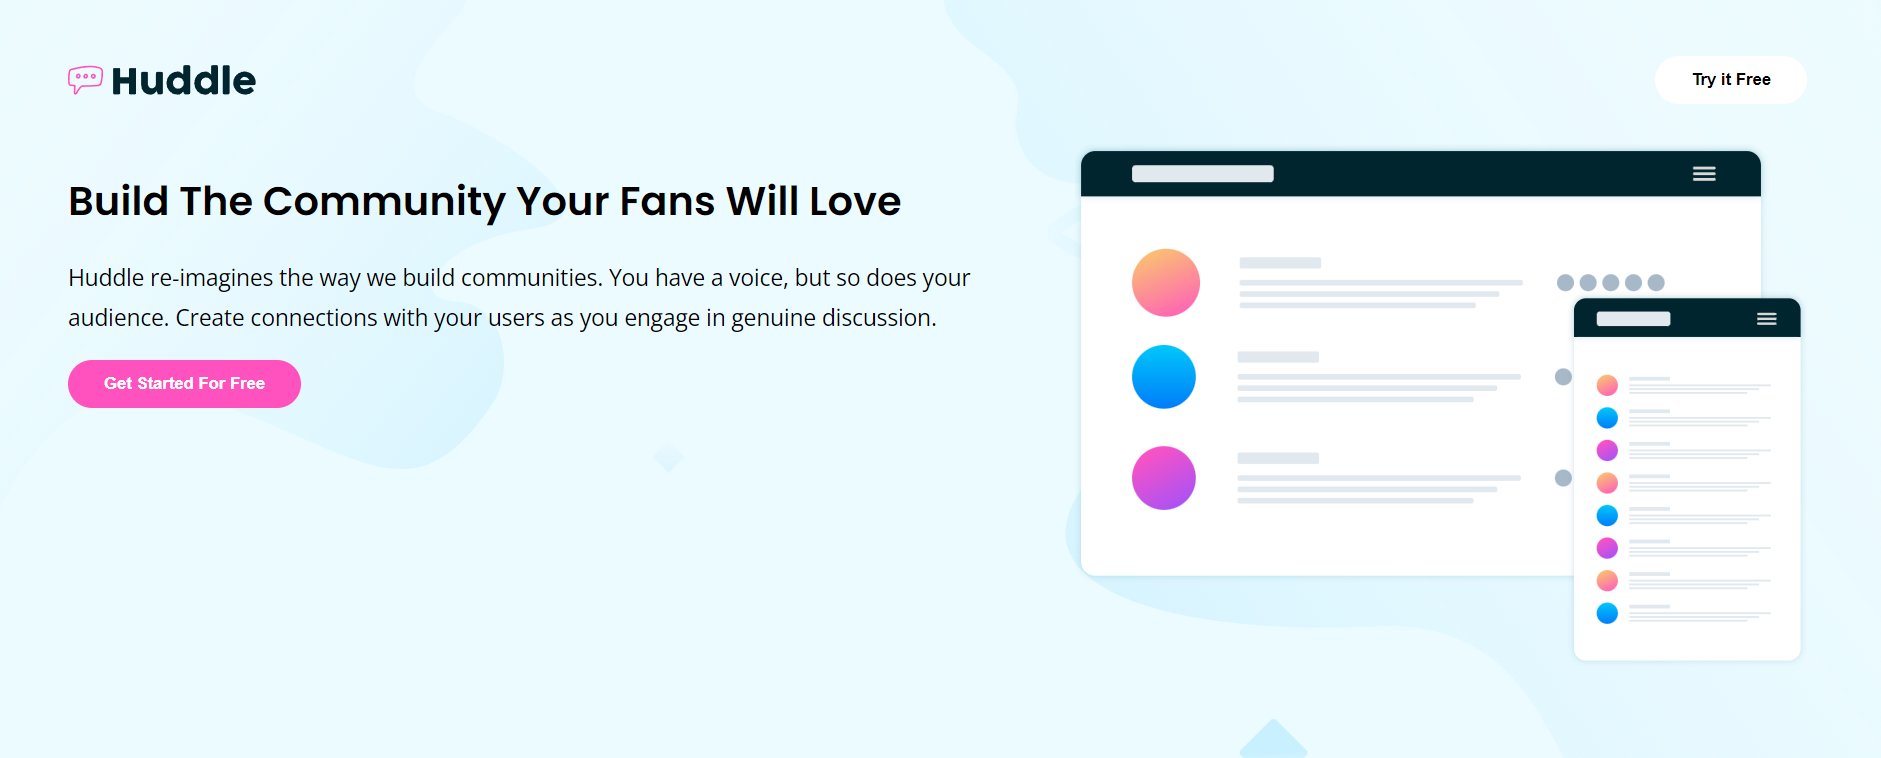 Huddle
Try it Free
Build The Community Your Fans Will Love
Huddle re-imagines the way we build communities. You have a voice, but so does your
audience. Create connections with your users as you engage in genuine discussion.
Get Started For Free